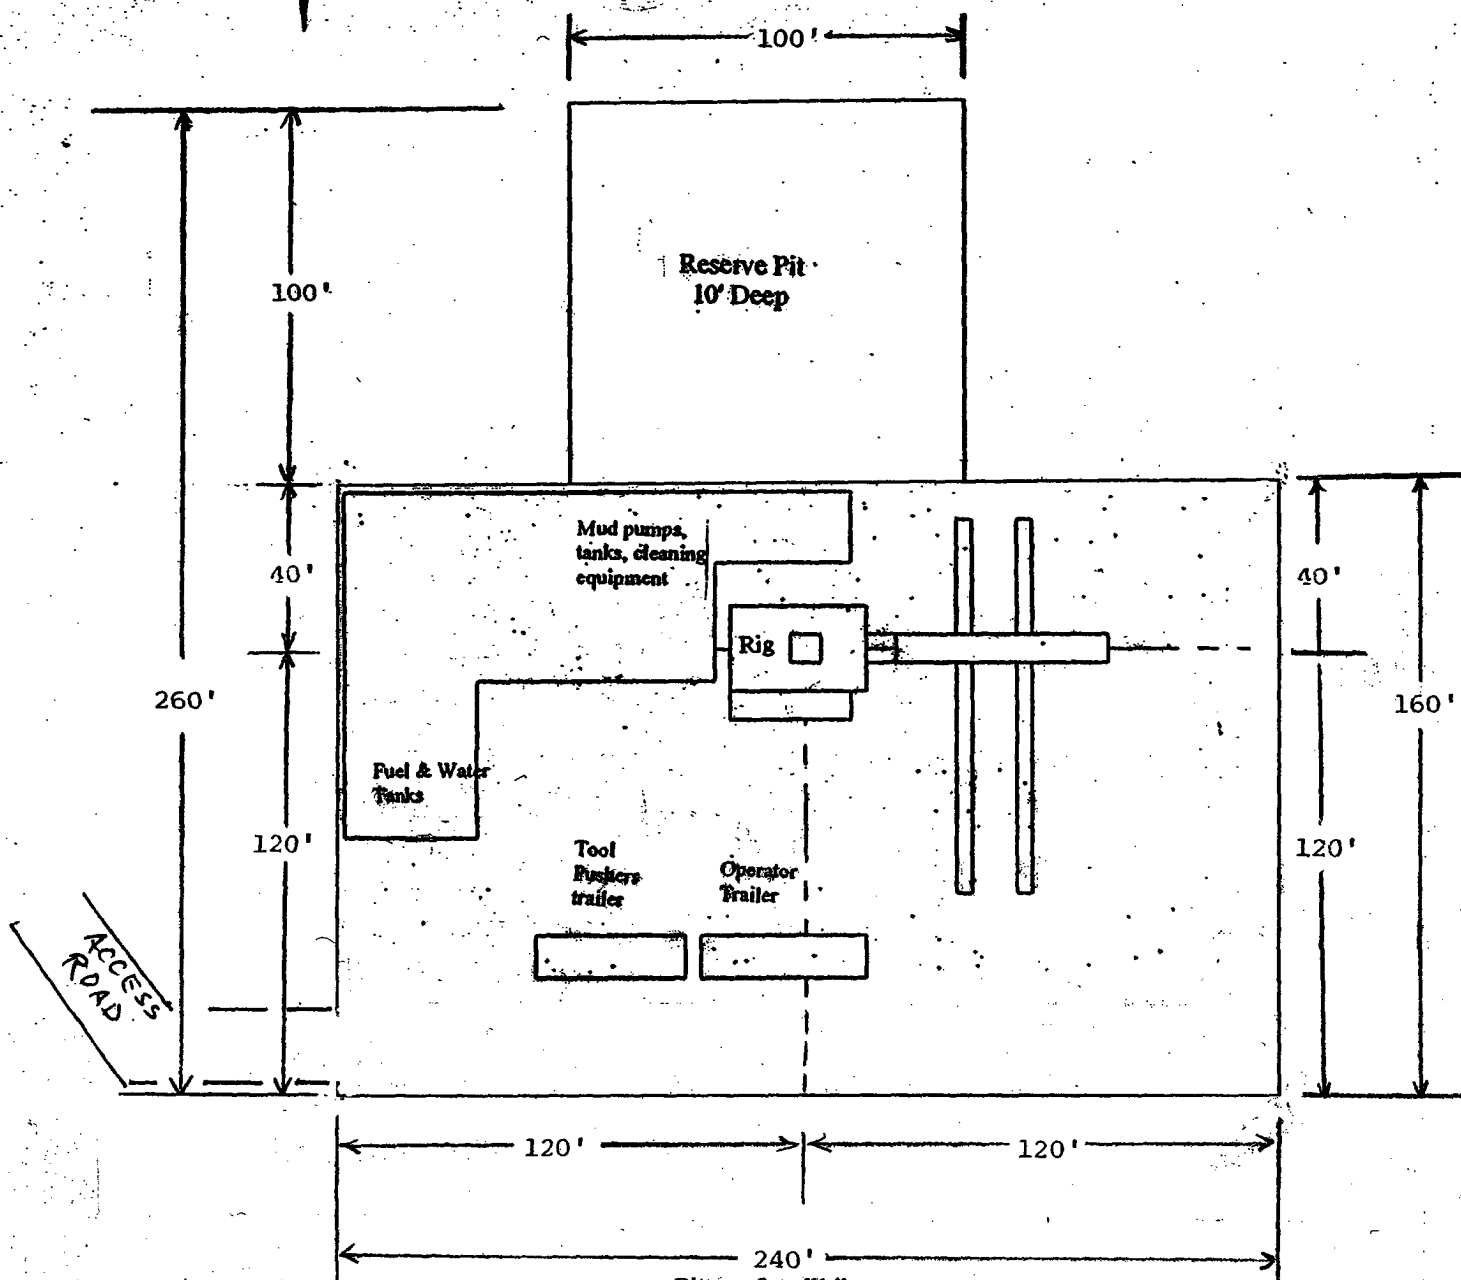 100'
100'
Reserve Pit
10' Deep
Mud pumps,
tanks, cleaning
equipment
40'
40'
Rig
260'
160'
Fuel & Water
Tanks
120'
120'
Tool
Pushers
trailer
Operator
Trailer
ACCESS
ROAD
120'
120'
240'